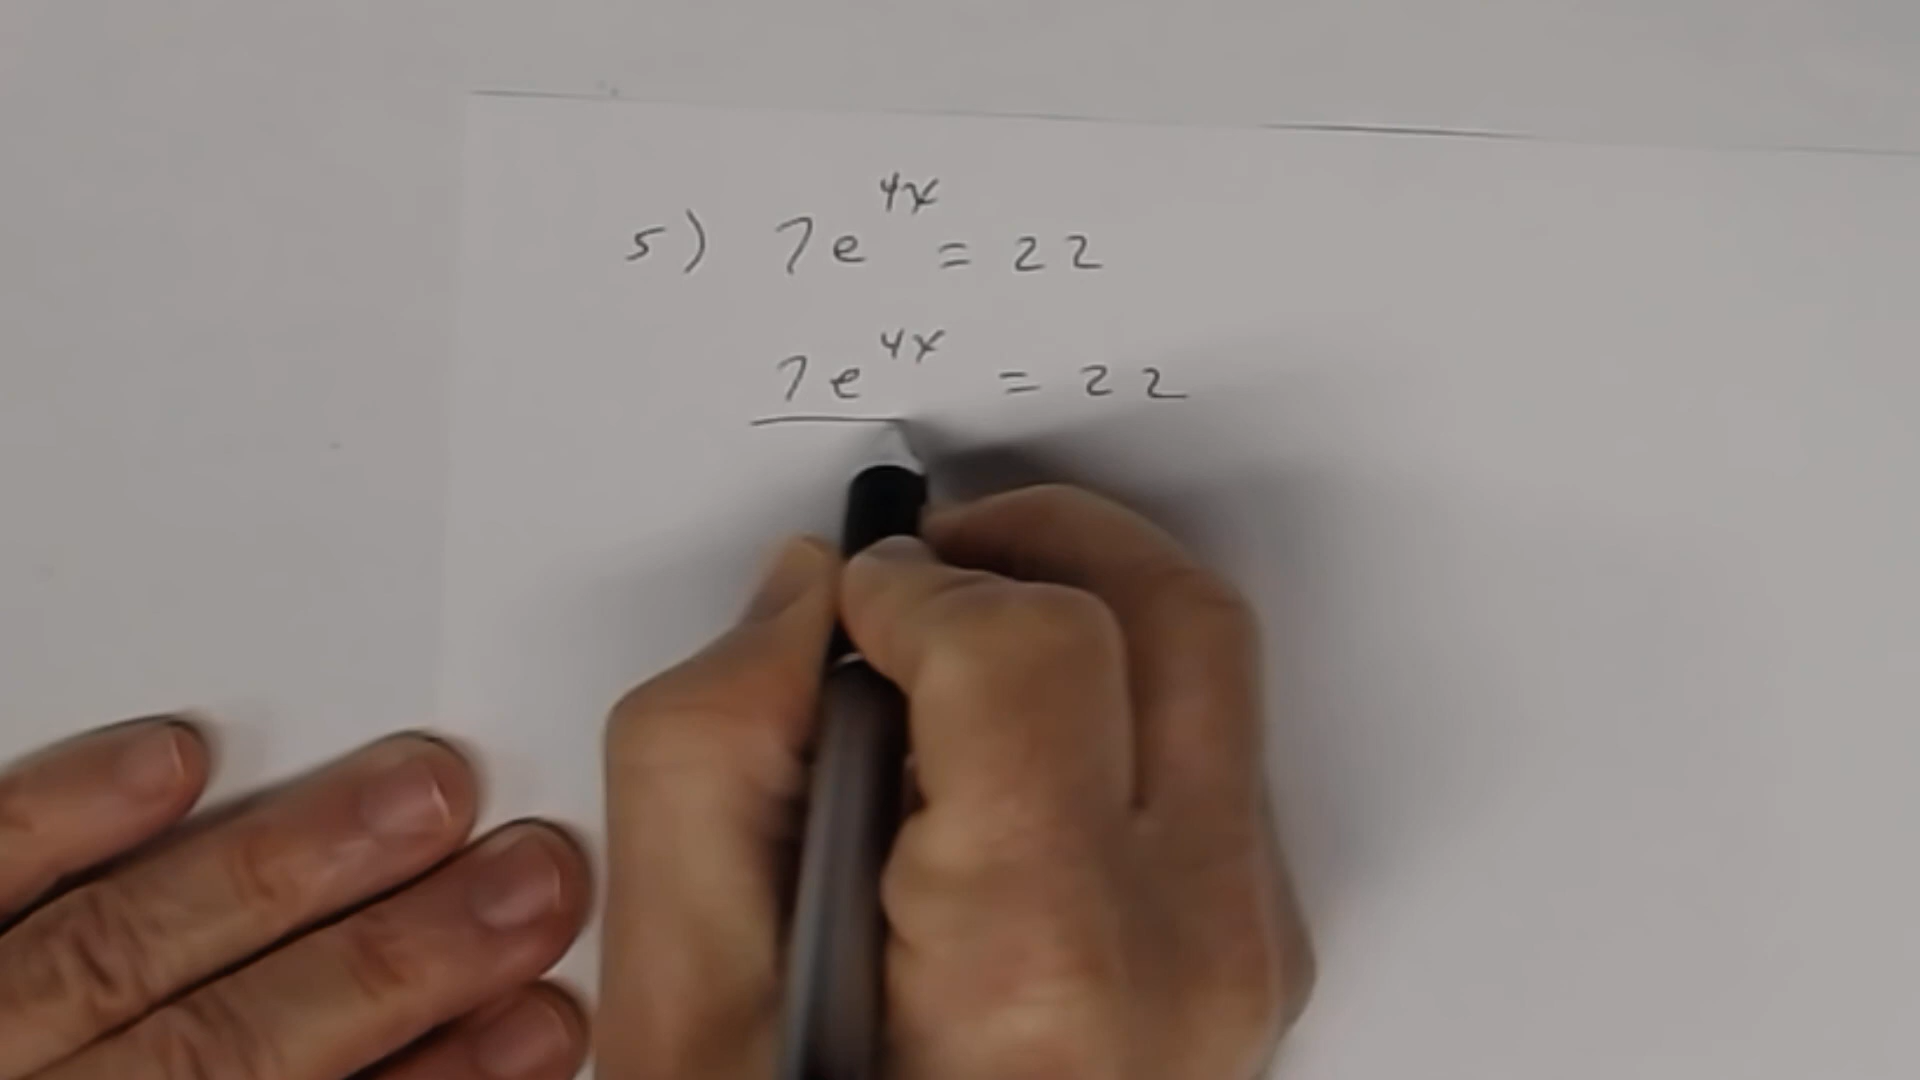 5) 7e^{4x} = 22
7e^{4x} = 22